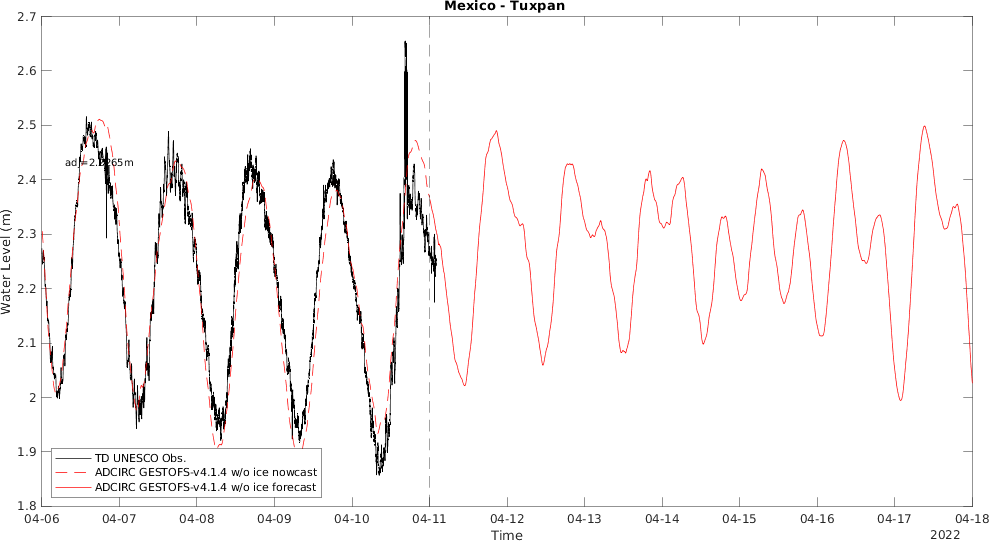 Mexico - Tuxpan
2.7
2.6
2.5
2.4
2.3
2.2
2.1
2
1.9
1.8
Water Level (m)
TD UNESCO Obs.
ADCIRC GESTOFS-v4.1.4 w/o ice nowcast
ADCIRC GESTOFS-v4.1.4 w/o ice forecast
04-06 04-07 04-08 04-09 04-10 04-11 04-12 04-13 04-14 04-15 04-16 04-17 04-18
Time
2022